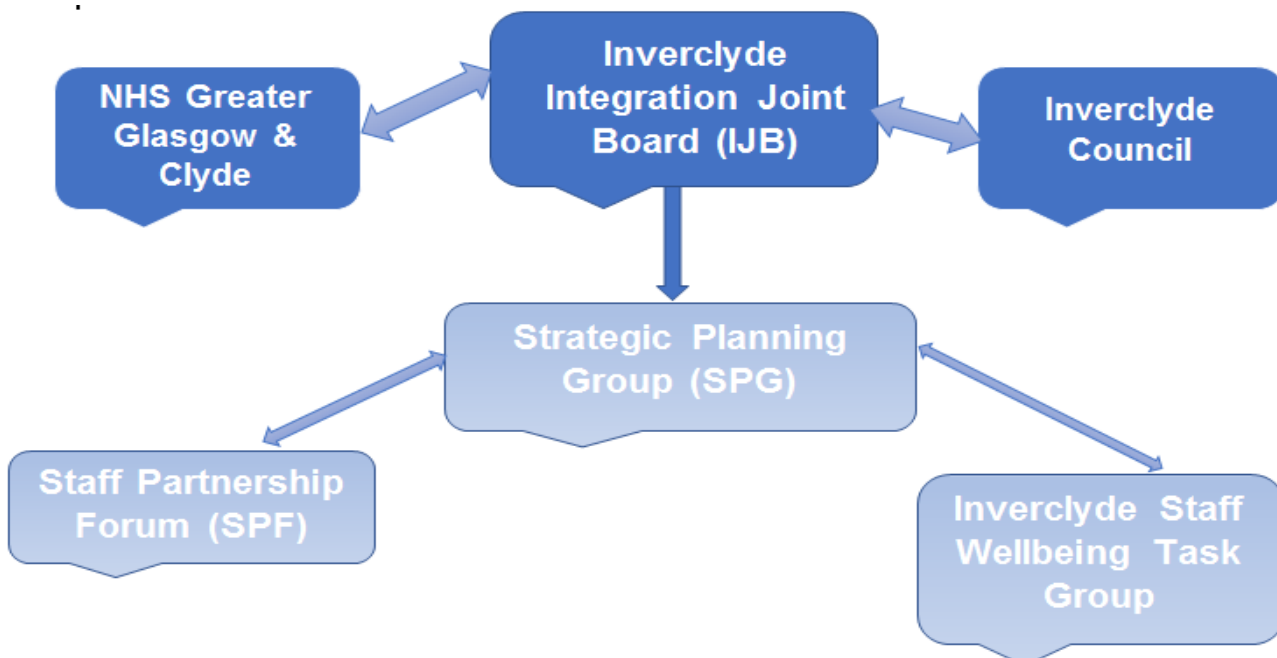 Inverclyde
Integration Joint
Board (IJB)
NHS Greater
Glasgow &
Clyde
Inverclyde
Council
Strategic Planning
Group (SPG)
Staff Partnership
Forum (SPF)
Inverclyde Staff
Wellbeing Task
Group